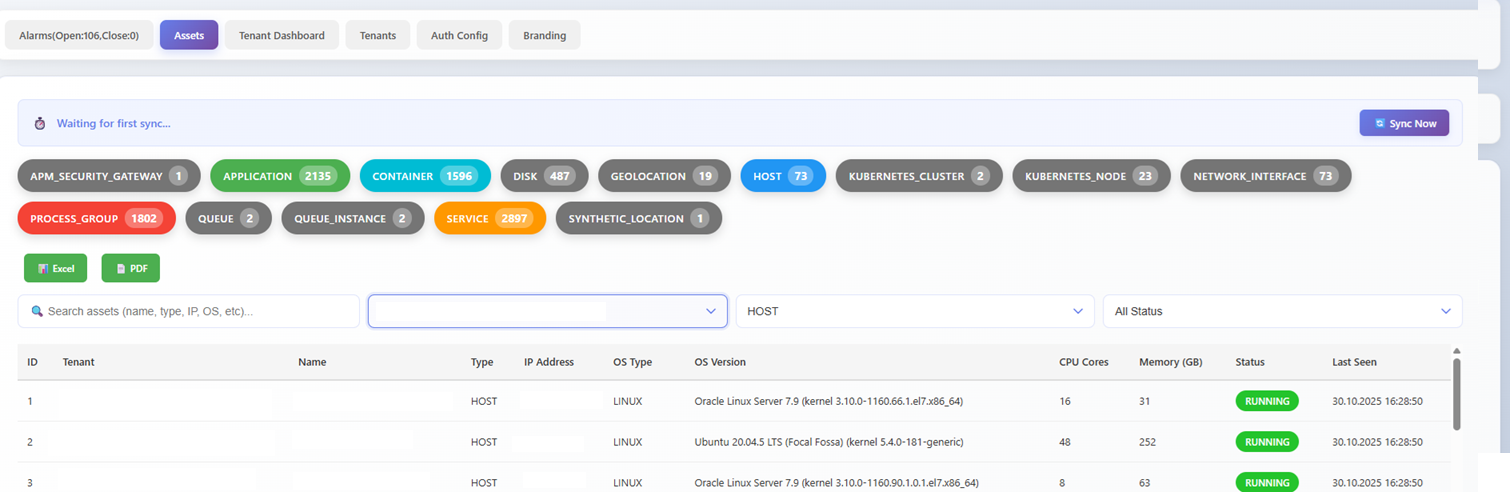 Alarms(Open:106,Close:0) Assets Tenant Dashboard Tenants Auth Config Branding
Waiting for first sync... Sync Now
APM_SECURITY_GATEWAY 1 APPLICATION 2135 CONTAINER 1596 DISK 487 GEOLOCATION 19 HOST 73 KUBERNETES_CLUSTER 2 KUBERNETES_NODE 23 NETWORK_INTERFACE 73
PROCESS_GROUP 1802 QUEUE 2 QUEUE_INSTANCE 2 SERVICE 2897 SYNTHETIC_LOCATION 1
Excel PDF
Search assets (name, type, IP, OS, etc)... HOST All Status
ID Tenant Name Type IP Address OS Type OS Version CPU Cores Memory (GB) Status Last Seen
1 HOST LINUX Oracle Linux Server 7.9 (kernel 3.10.0-1160.66.1.el7.x86_64) 16 31 RUNNING 30.10.2025 16:28:50
2 HOST LINUX Ubuntu 20.04.5 LTS (Focal Fossa) (kernel 5.4.0-181-generic) 48 252 RUNNING 30.10.2025 16:28:50
3 HOST LINUX Oracle Linux Server 7.9 (kernel 3.10.0-1160.90.1.0.1.el7.x86_64) 8 63 RUNNING 30.10.2025 16:28:50